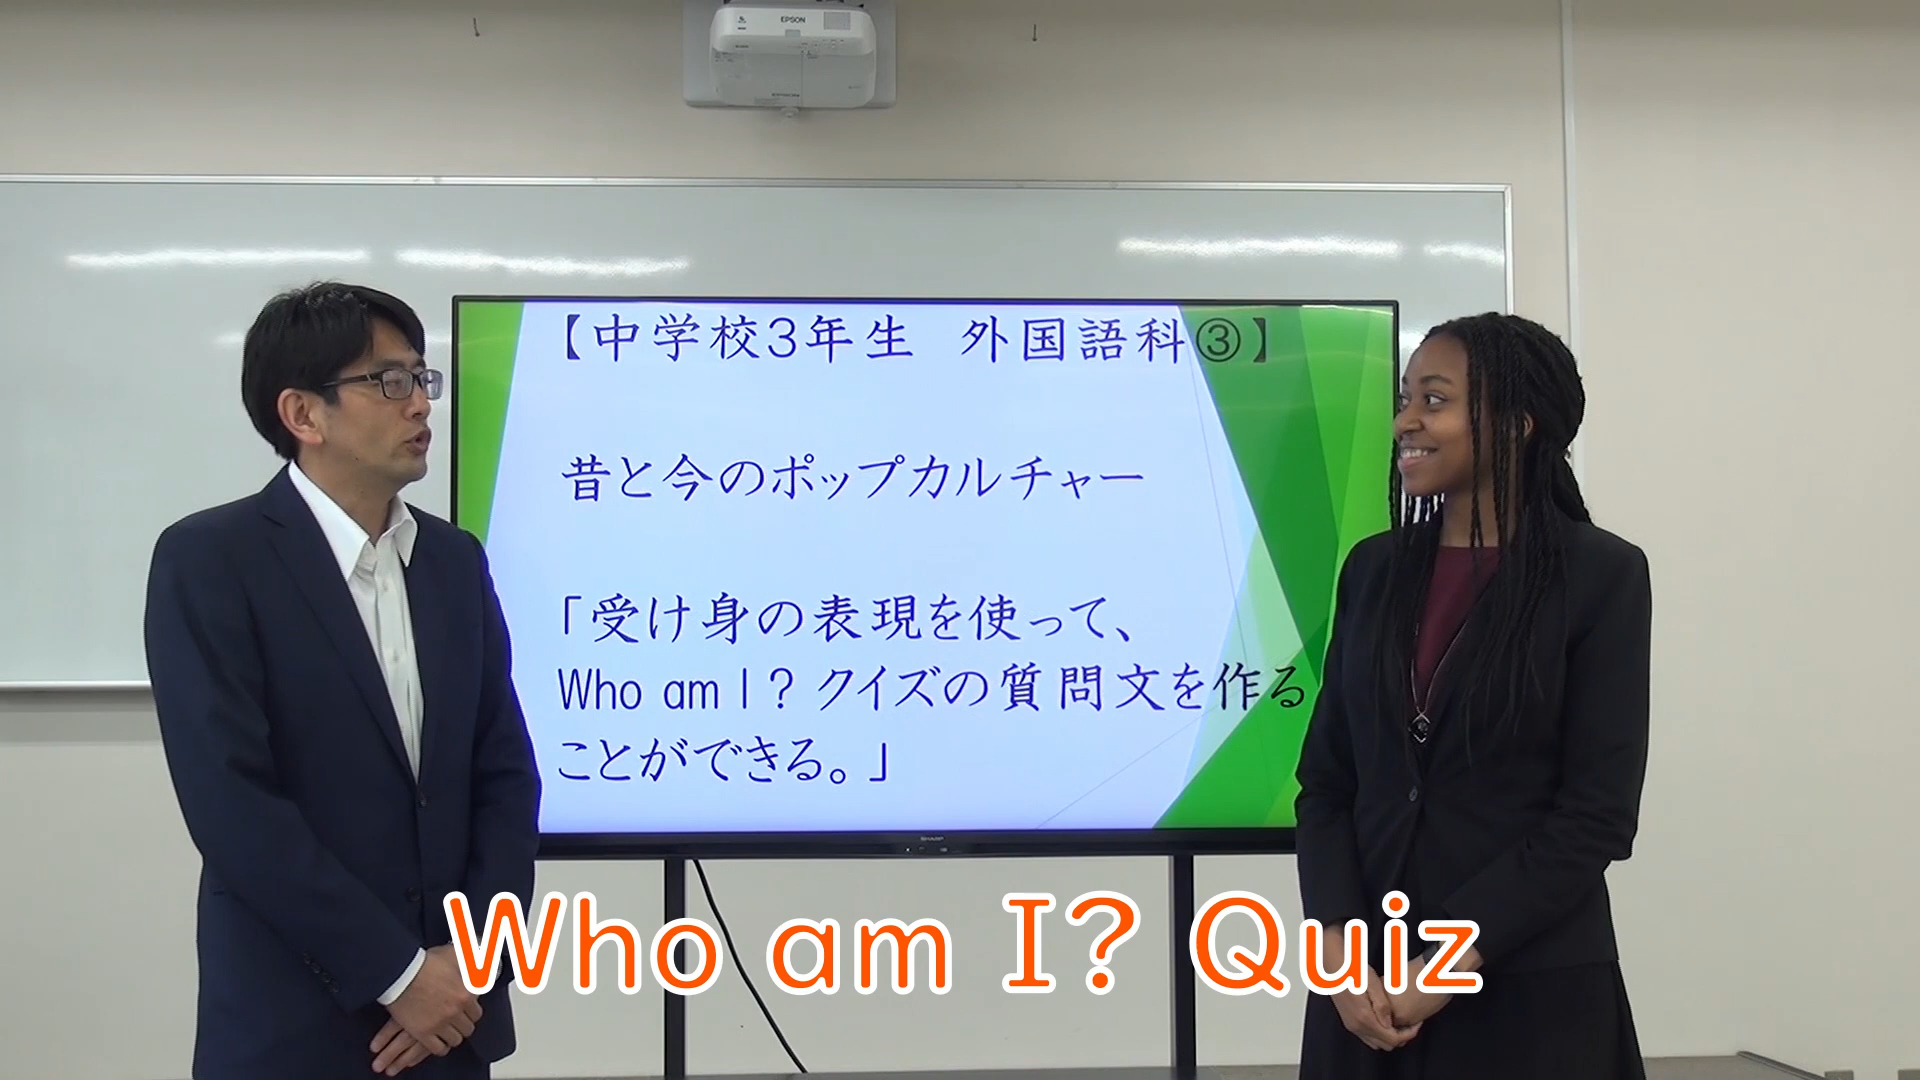 EPSON
【中学校3年生 外国語科③】
昔と今のポップカルチャー
「受け身の表現を使って、
Who am I？クイズの質問文を作る
ことができる。」
SHARP
Who am I? Quiz